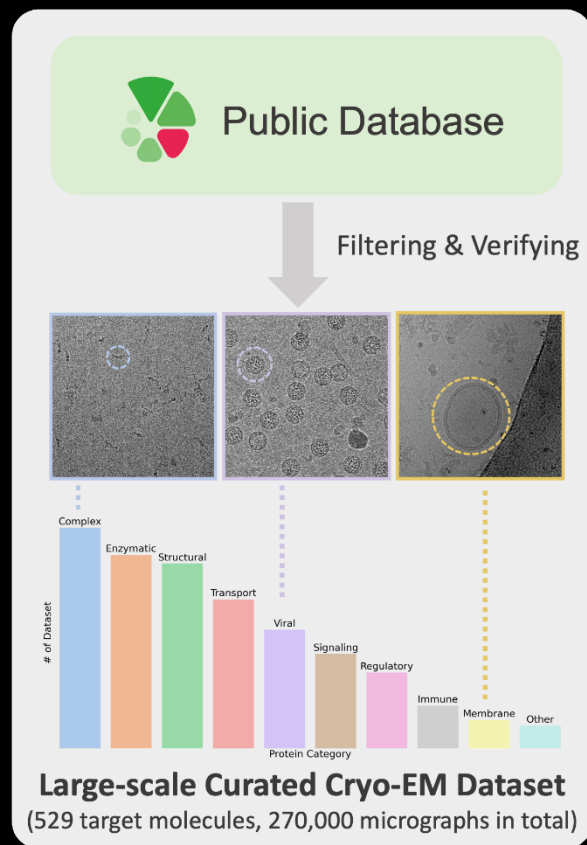 Public Database
Filtering & Verifying
Complex
Enzymatic
Structural
Transport
Viral
Signaling
Regulatory
Immune
Membrane
Other
# of Dataset
Protein Category
Large-scale Curated Cryo-EM Dataset
(529 target molecules, 270,000 micrographs in total)